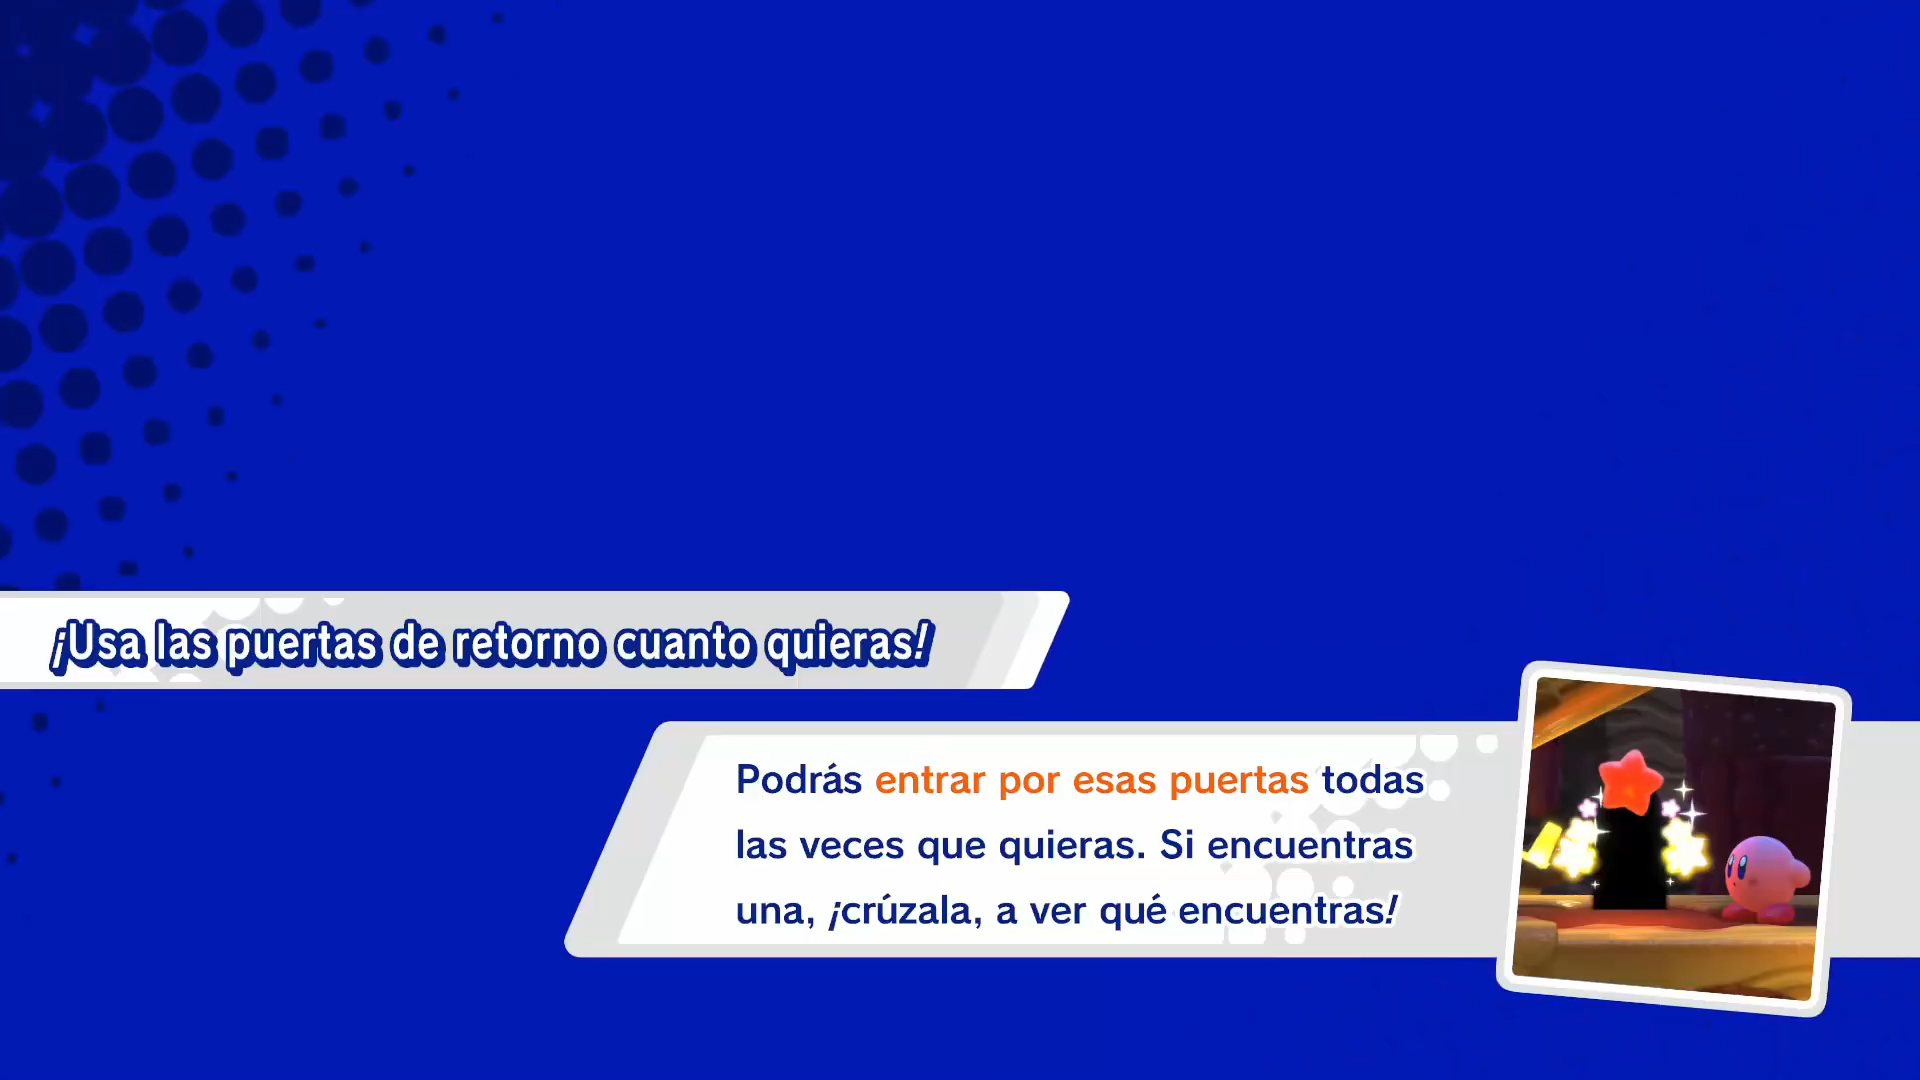 ¡Usa las puertas de retorno cuanto quieras!
Podrás entrar por esas puertas todas
las veces que quieras. Si encuentras
una, ¡crúzala, a ver qué encuentras!